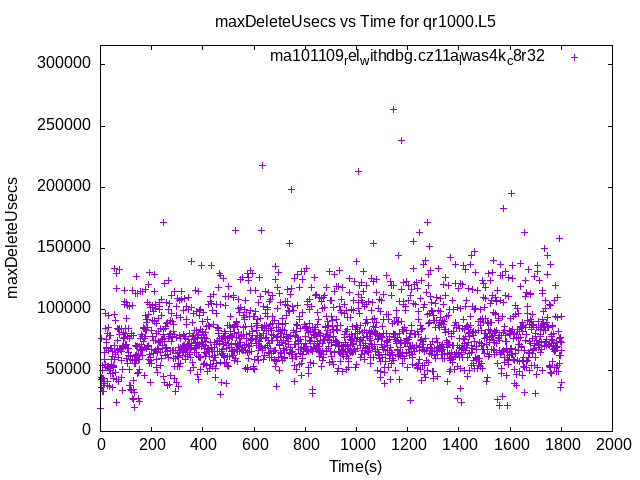 maxDeleteUsecs vs Time for qr1000.L5
ma101109relwithdbg.cz11alwas4kc8r32
300000
250000
200000
150000
100000
50000
0
maxDeleteUsecs
0 200 400 600 800 1000 1200 1400 1600 1800 2000
Time(s)